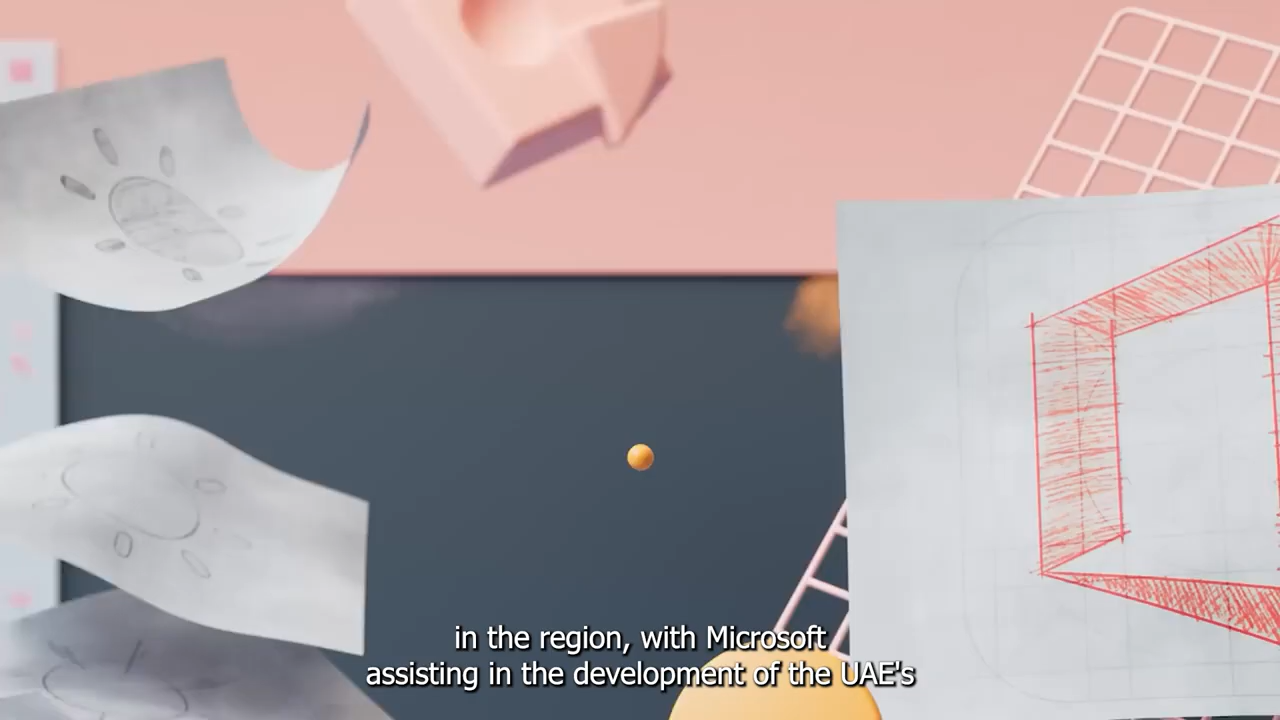 in the region, with Microsoft
assisting in the development of the UAE's